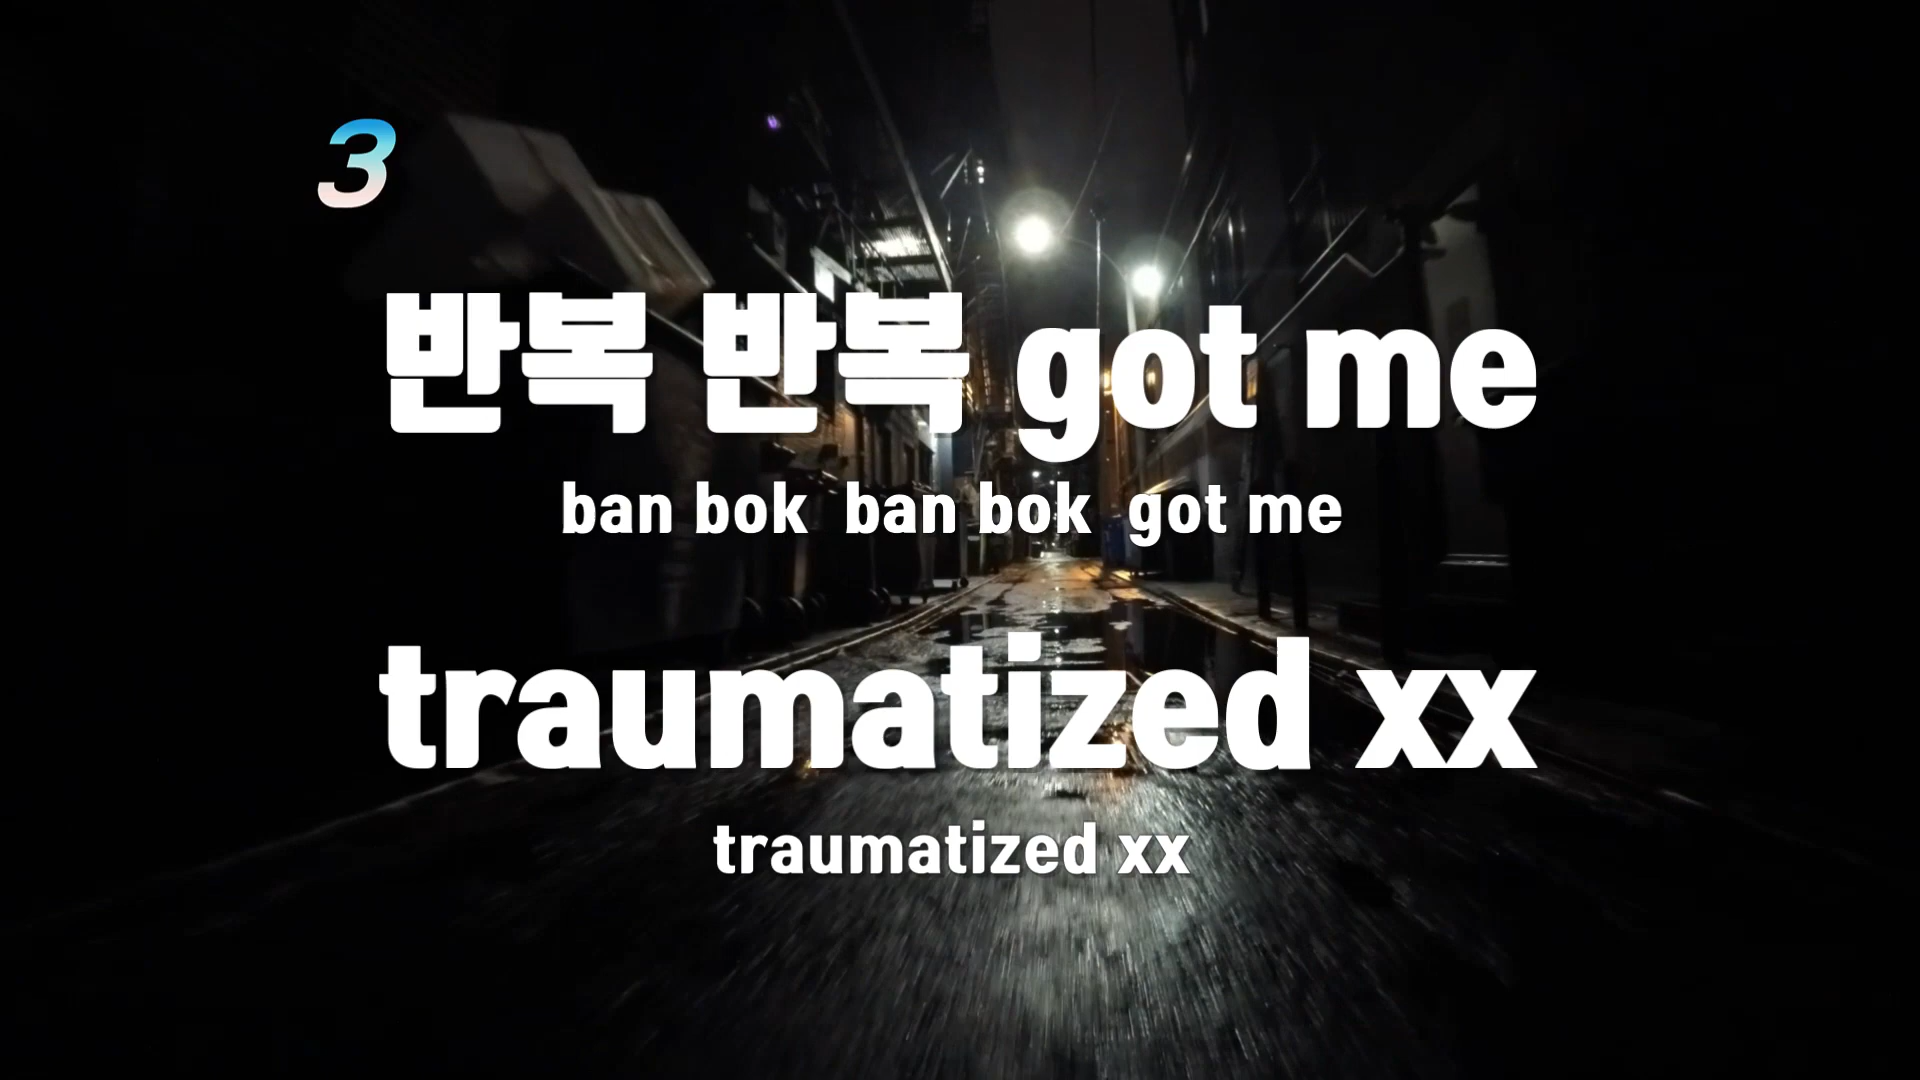 3
반복 반복 got me
ban bok ban bok got me
traumatized xx
traumatized xx